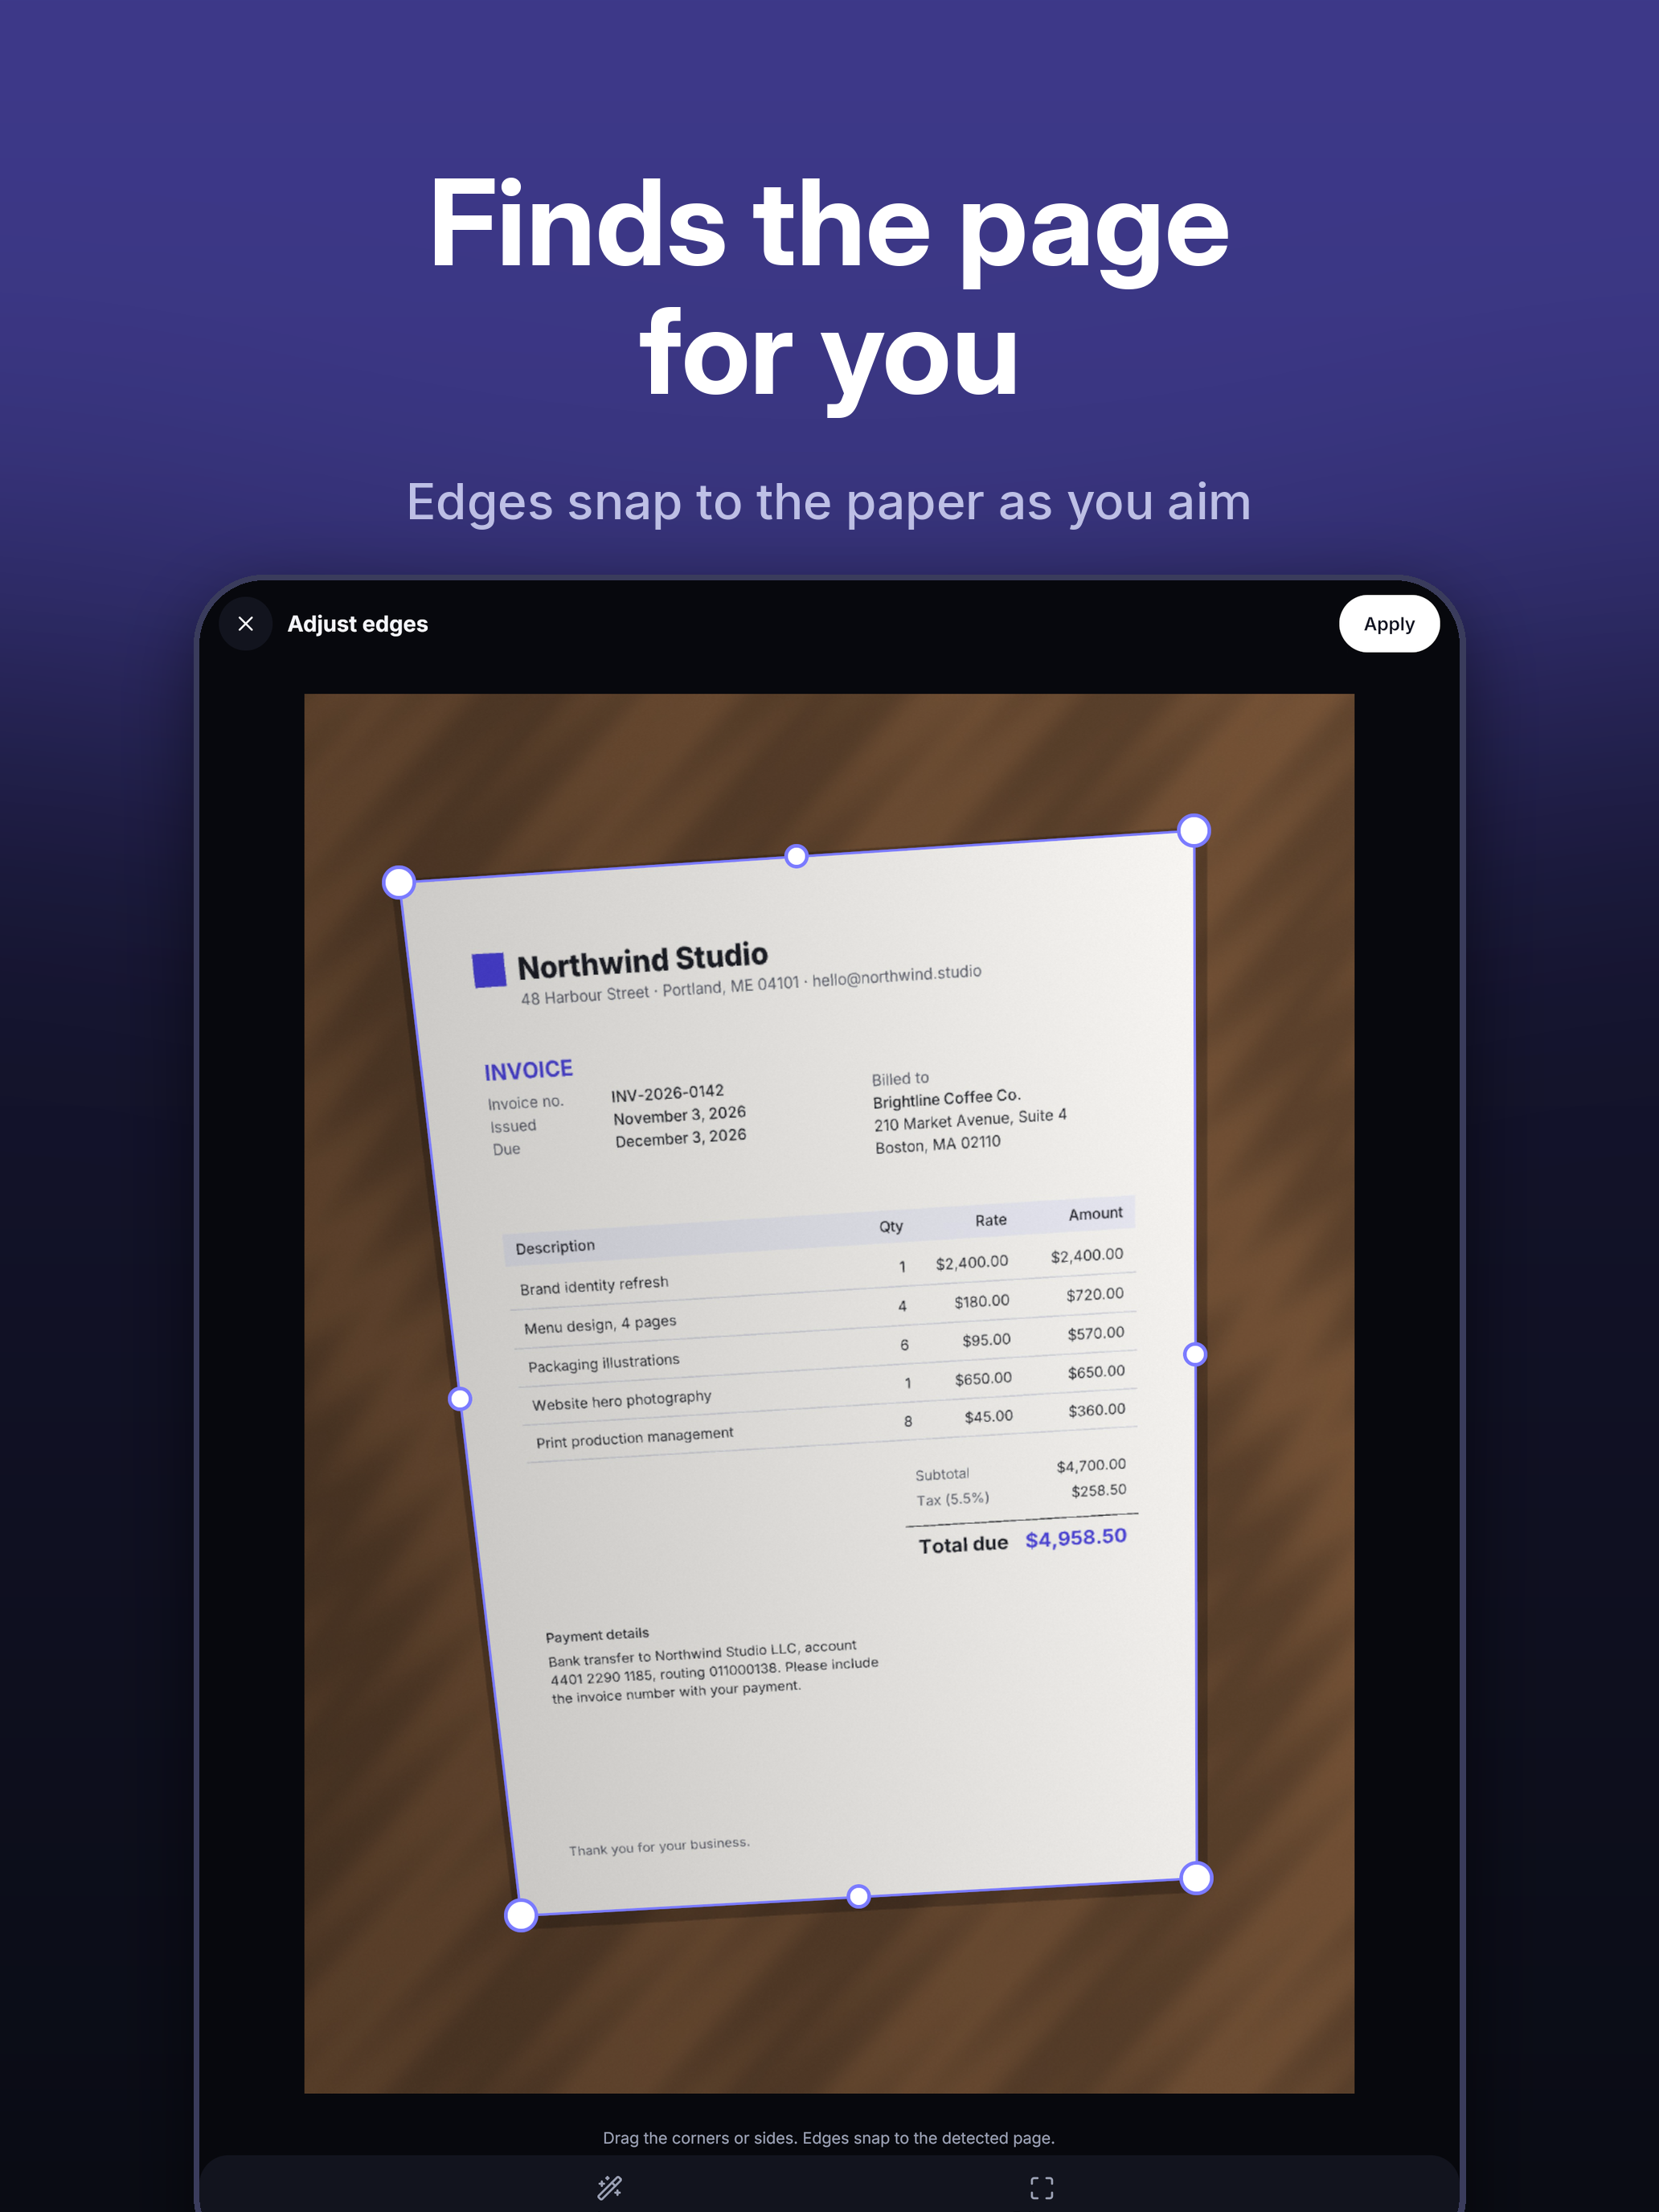 Finds the page
for you
Edges snap to the paper as you aim
Adjust edges
Apply
Northwind Studio
48 Harbour Street · Portland, ME 04101 · hello@northwind.studio
INVOICE
Invoice no. INV-2026-0142
Issued November 3, 2026
Due December 3, 2026
Billed to
Brightline Coffee Co.
210 Market Avenue, Suite 4
Boston, MA 02110
Description Qty Rate Amount
Brand identity refresh 1 $2,400.00 $2,400.00
Menu design, 4 pages 4 $180.00 $720.00
Packaging illustrations 6 $95.00 $570.00
Website hero photography 1 $650.00 $650.00
Print production management 8 $45.00 $360.00
Subtotal $4,700.00
Tax (5.5%) $258.50
Total due $4,958.50
Payment details
Bank transfer to Northwind Studio LLC, account
4401 2290 1185, routing 011000138. Please include
the invoice number with your payment.
Thank you for your business.
Drag the corners or sides. Edges snap to the detected page.